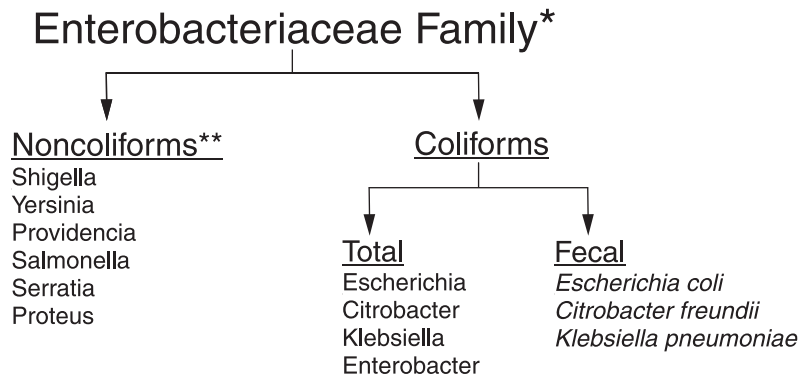 Enterobacteriaceae Family*
Noncoliforms**
Shigella
Yersinia
Providencia
Salmonella
Serratia
Proteus
Coliforms
Total
Escherichia
Citrobacter
Klebsiella
Enterobacter
Fecal
Escherichia coli
Citrobacter freundii
Klebsiella pneumoniae